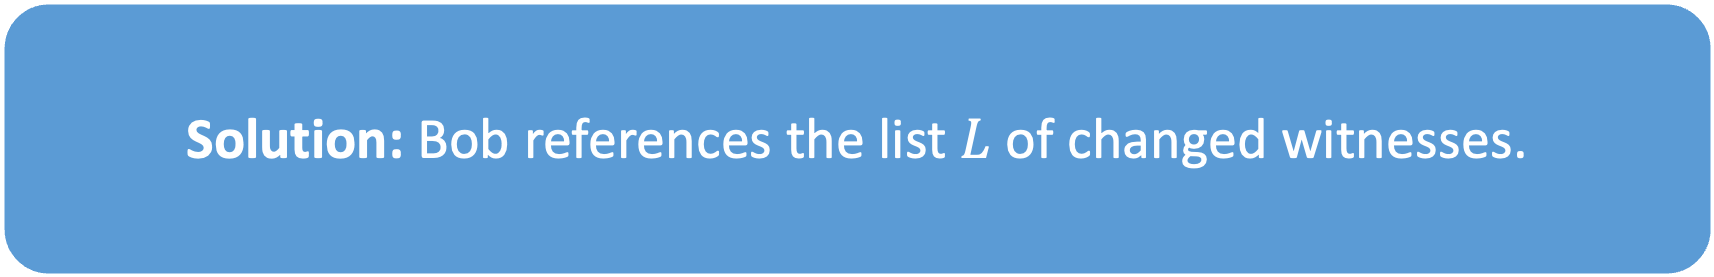 Solution: Bob references the list L of changed witnesses.